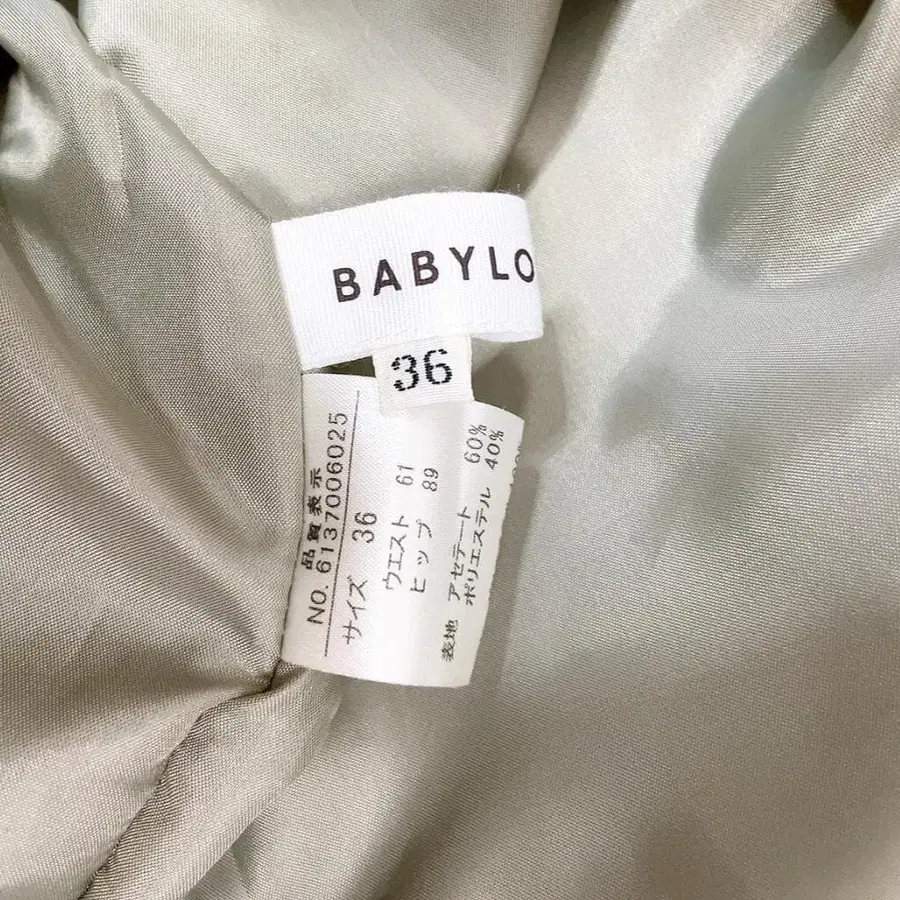 BABYLO
36
品質表示
NO. 6137006025
サイズ 36
ウエスト 61
ヒップ 89
表地 アセテート 60%
ポリエステル 40%